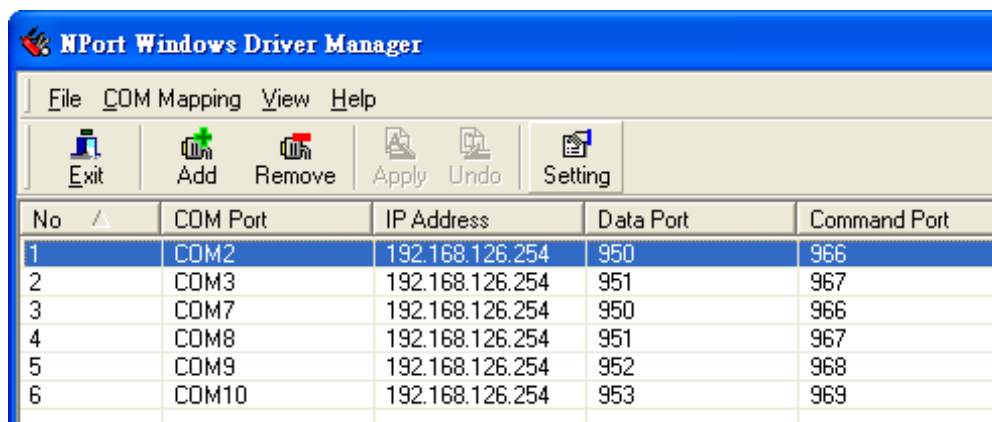 NPort Windows Driver Manager
File COM Mapping View Help
Exit Add Remove Apply Undo Setting
No COM Port IP Address Data Port Command Port
1 COM2 192.168.126.254 950 966
2 COM3 192.168.126.254 951 967
3 COM7 192.168.126.254 950 966
4 COM8 192.168.126.254 951 967
5 COM9 192.168.126.254 952 968
6 COM10 192.168.126.254 953 969